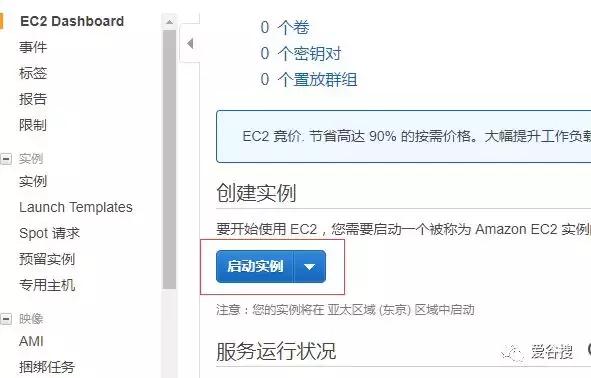 EC2 Dashboard
事件
标签
报告
限制
实例
实例
Launch Templates
Spot 请求
预留实例
专用主机
映像
AMI
捆绑任务
0 个卷
0 个密钥对
0 个置放群组
EC2 竞价. 节省高达 90% 的按需价格。大幅提升工作负载
创建实例
要开始使用 EC2，您需要启动一个被称为 Amazon EC2 实例的
启动实例
注意：您的实例将在 亚太区域 (东京) 区域中启动
服务运行状况
爱谷搜